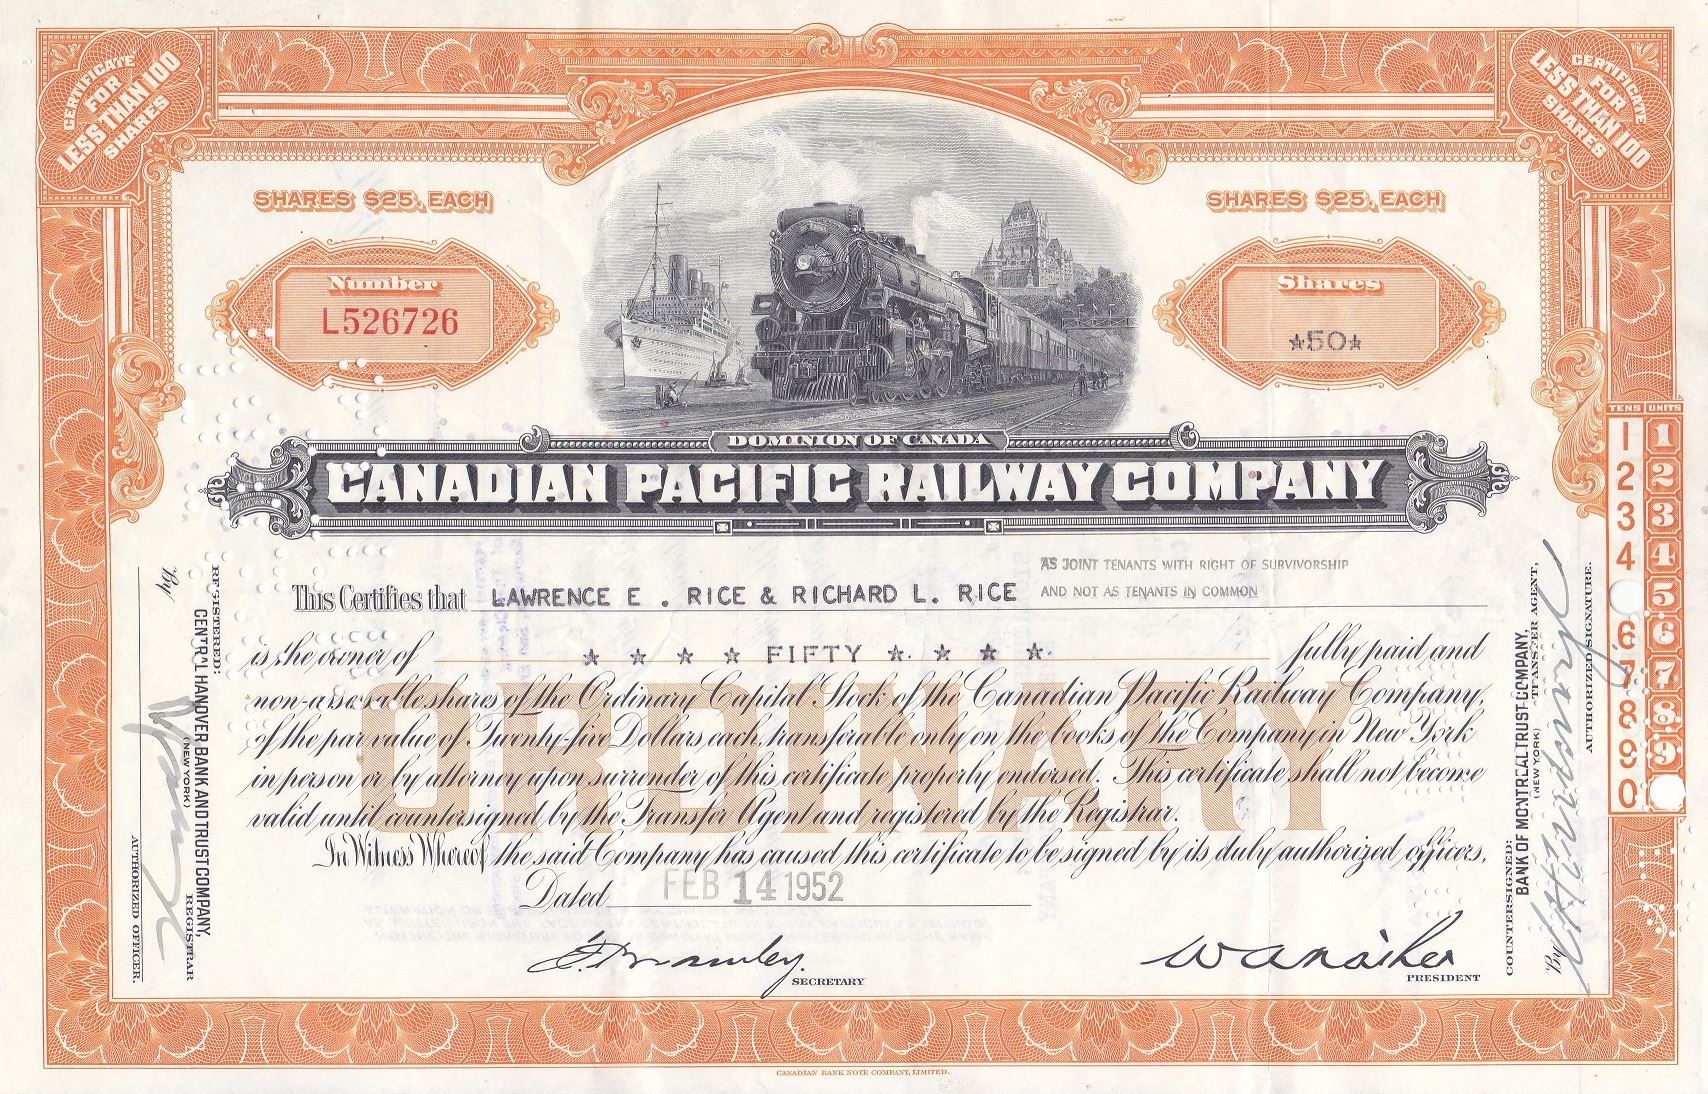 CERTIFICATE
FOR
LESS THAN 100
SHARES
CERTIFICATE
FOR
LESS THAN 100
SHARES
SHARES $25. EACH
SHARES $25. EACH
Number
L526726
Shares
★50★
DOMINION OF CANADA
CANADIAN PACIFIC RAILWAY COMPANY
TENS UNITS
1 1
2 2
3 3
4 4
5
6 6
7 7
8 8
9 9
0
AS JOINT TENANTS WITH RIGHT OF SURVIVORSHIP
This Certifies that LAWRENCE E. RICE & RICHARD L. RICE AND NOT AS TENANTS IN COMMON
is the owner of ★ ★ ★ ★ FIFTY ★ ★ ★ ★ fully paid and
non-assessable shares of the Ordinary Capital Stock of the Canadian Pacific Railway Company,
of the par value of Twenty-five Dollars each, transferable only on the books of the Company in New York
in person or by attorney upon surrender of this certificate properly endorsed. This certificate shall not become
valid until countersigned by the Transfer Agent and registered by the Registrar.
In Witness Whereof the said Company has caused this certificate to be signed by its duly authorized officers.
Dated FEB 14 1952
ORDINARY
SECRETARY
PRESIDENT
REGISTERED:
CENTRAL HANOVER BANK AND TRUST COMPANY,
(NEW YORK) REGISTRAR
By
AUTHORIZED OFFICER.
COUNTERSIGNED:
BANK OF MONTREAL TRUST COMPANY,
(NEW YORK) TRANSFER AGENT,
By
AUTHORIZED SIGNATURE.
CANADIAN BANK NOTE COMPANY, LIMITED.